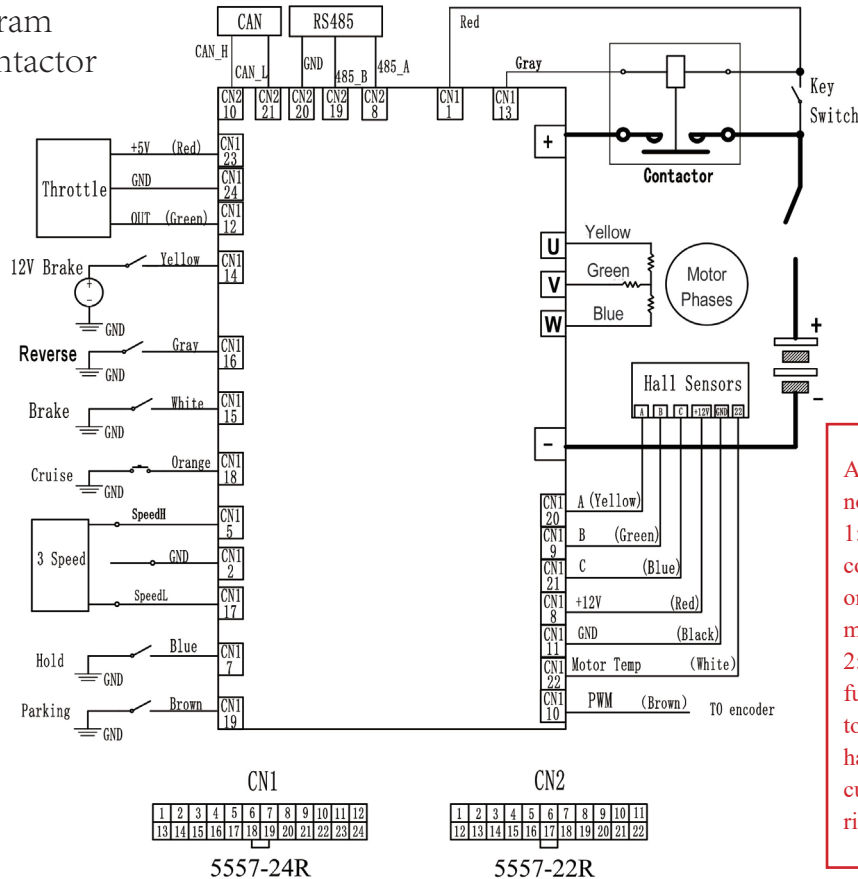 ram
ntactor
CAN
RS485
Red
CAN_H
CAN_L
GND
485_B
485_A
Gray
Key
Switch
CN2
10
CN2
21
CN2
20
CN2
19
CN2
8
CN1
1
CN1
13
Contactor
+
Throttle
+5V (Red)
CN1
23
GND
CN1
24
OUT (Green)
CN1
12
12V Brake
+
-
GND
Yellow
CN1
14
Reverse
GND
Gray
CN1
16
Brake
GND
White
CN1
15
Cruise
GND
Orange
CN1
18
3 Speed
SpeedH
CN1
5
GND
CN1
2
SpeedL
CN1
17
Hold
GND
Blue
CN1
7
Parking
GND
Brown
CN1
19
U
Yellow
V
Green
W
Blue
Motor
Phases
+
-
Hall Sensors
A B C +12V GND 22
-
CN1
20
A (Yellow)
CN1
9
B (Green)
CN1
21
C (Blue)
CN1
8
+12V (Red)
CN1
11
GND (Black)
CN1
22
Motor Temp (White)
CN1
10
PWM (Brown) TO encoder
A
no
1:
co
or
m
2:
fu
to
ha
cu
ri
CN1
1 2 3 4 5 6 7 8 9 10 11 12
13 14 15 16 17 18 19 20 21 22 23 24
5557-24R
CN2
1 2 3 4 5 6 7 8 9 10 11
12 13 14 15 16 17 18 19 20 21 22
5557-22R